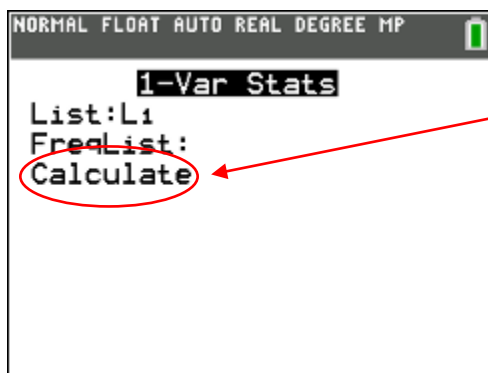 NORMAL FLOAT AUTO REAL DEGREE MP
1-Var Stats
List:L₁
FreqList:
Calculate